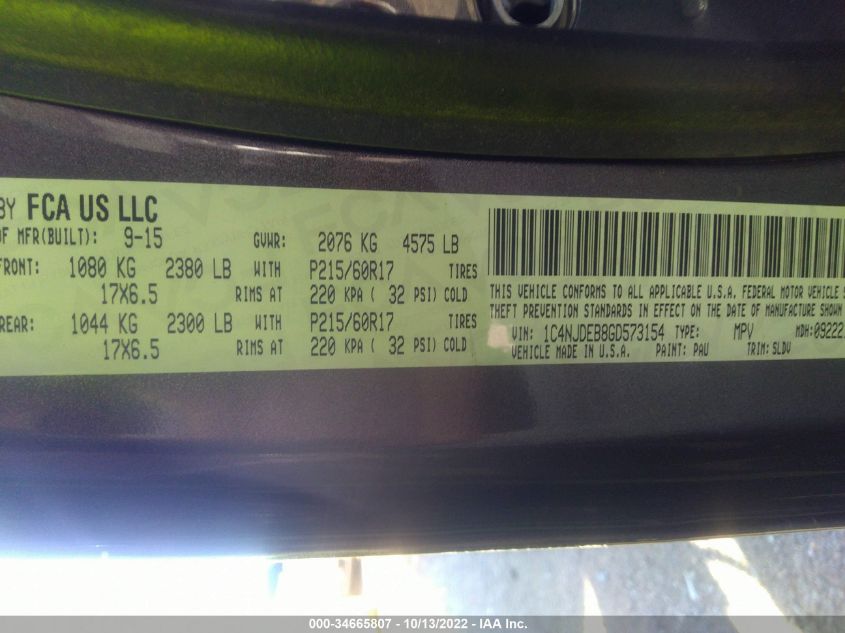 BY FCA US LLC
OF MFR(BUILT): 9-15 GVWR: 2076 KG 4575 LB
FRONT: 1080 KG 2380 LB WITH P215/60R17 TIRES
17X6.5 RIMS AT 220 KPA ( 32 PSI) COLD
REAR: 1044 KG 2300 LB WITH P215/60R17 TIRES
17X6.5 RIMS AT 220 KPA ( 32 PSI) COLD
THIS VEHICLE CONFORMS TO ALL APPLICABLE U.S.A. FEDERAL MOTOR VEHICLE
THEFT PREVENTION STANDARDS IN EFFECT ON THE DATE OF MANUFACTURE SHOWN
VIN: 1C4NJDEB8GD573154 TYPE: MPV MDH: 09222
VEHICLE MADE IN U.S.A. PAINT: PAU TRIM: SLDV
000-34665807 - 10/13/2022 - IAA Inc.